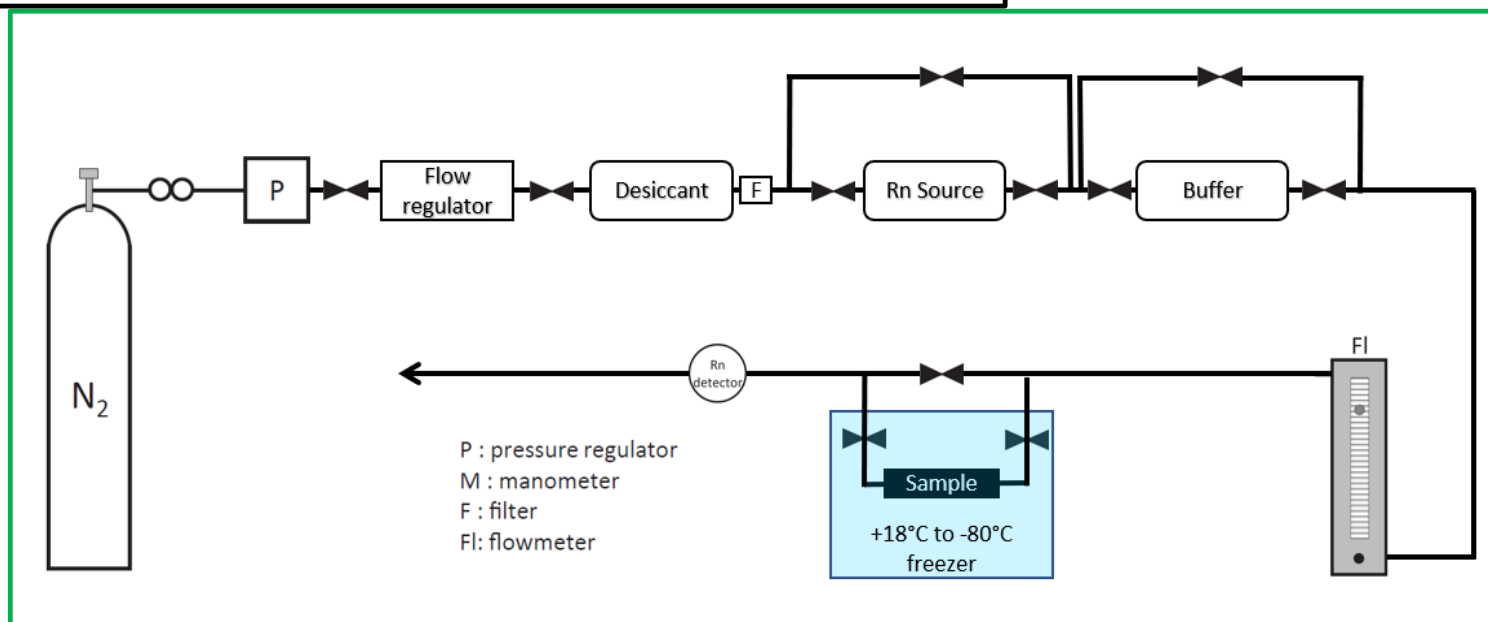 P
Flow
regulator
Desiccant
F
Rn Source
Buffer
N2
Rn
detector
Fl
Sample
+18°C to -80°C
freezer
P : pressure regulator
M : manometer
F : filter
Fl: flowmeter